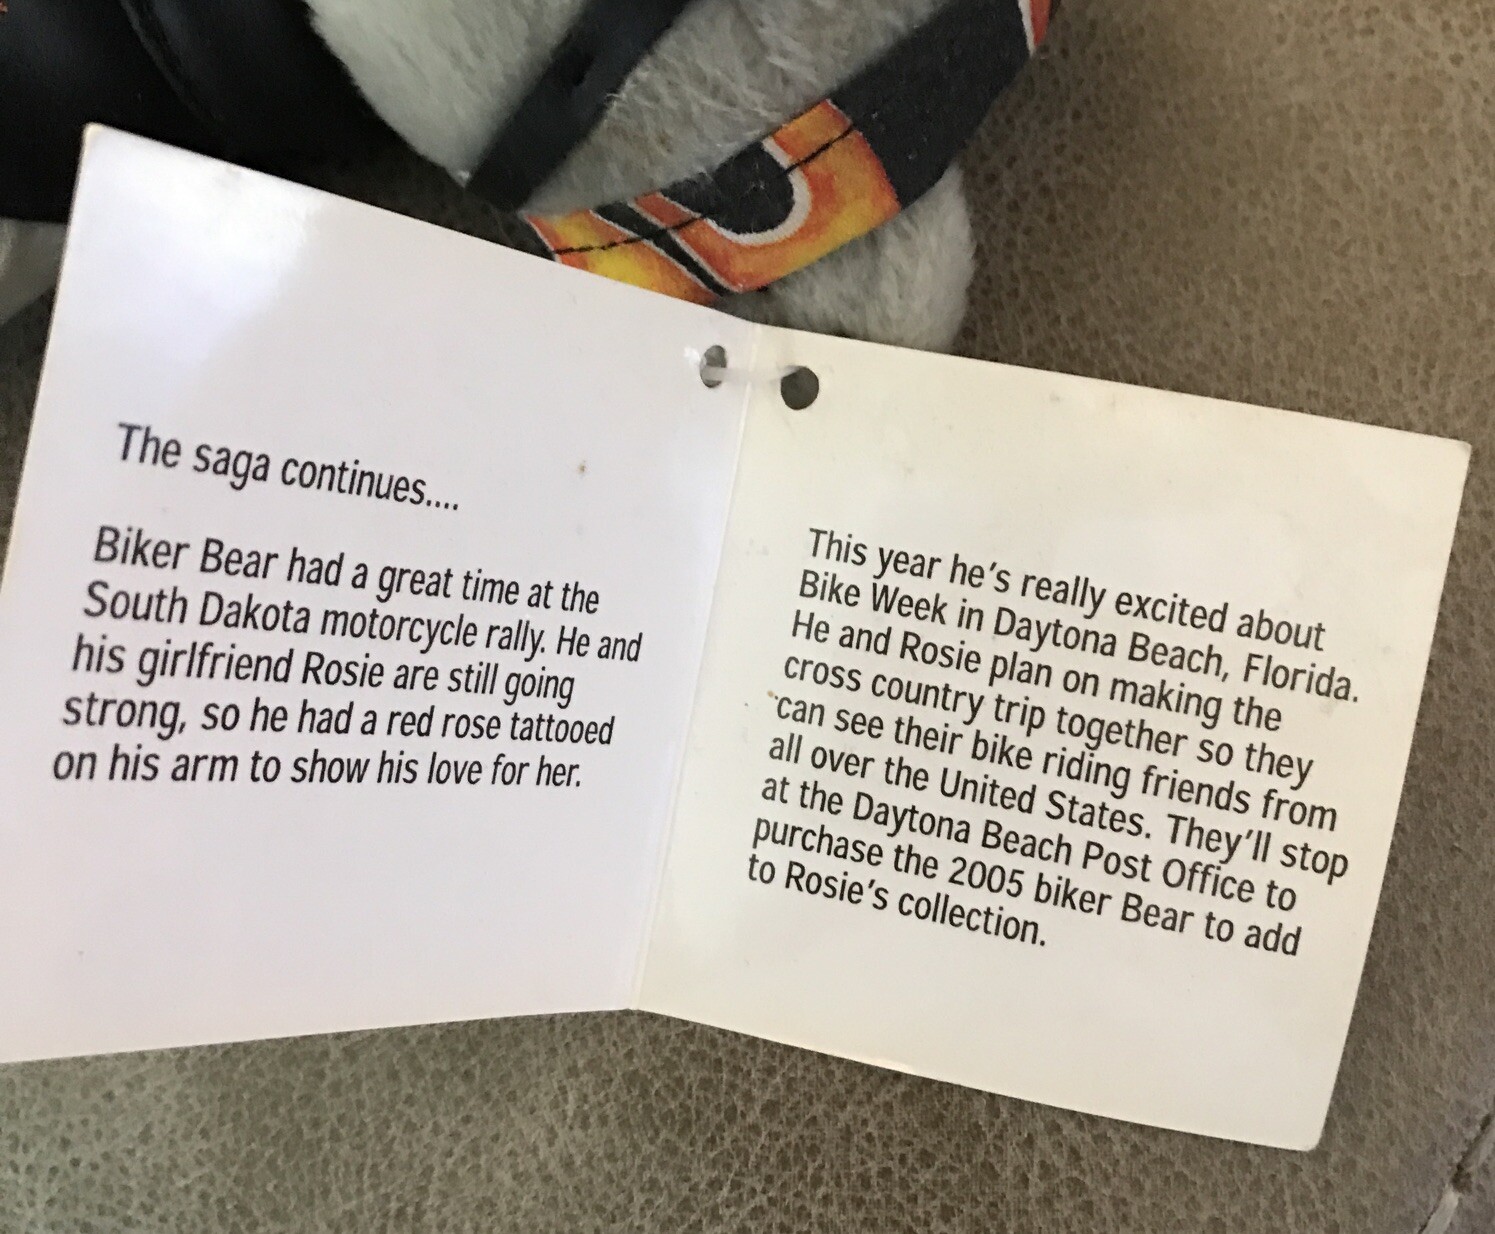 The saga continues....
Biker Bear had a great time at the
South Dakota motorcycle rally. He and
his girlfriend Rosie are still going
strong, so he had a red rose tattooed
on his arm to show his love for her.
This year he's really excited about
Bike Week in Daytona Beach, Florida.
He and Rosie plan on making the
cross country trip together so they
can see their bike riding friends from
all over the United States. They'll stop
at the Daytona Beach Post Office to
purchase the 2005 biker Bear to add
to Rosie's collection.